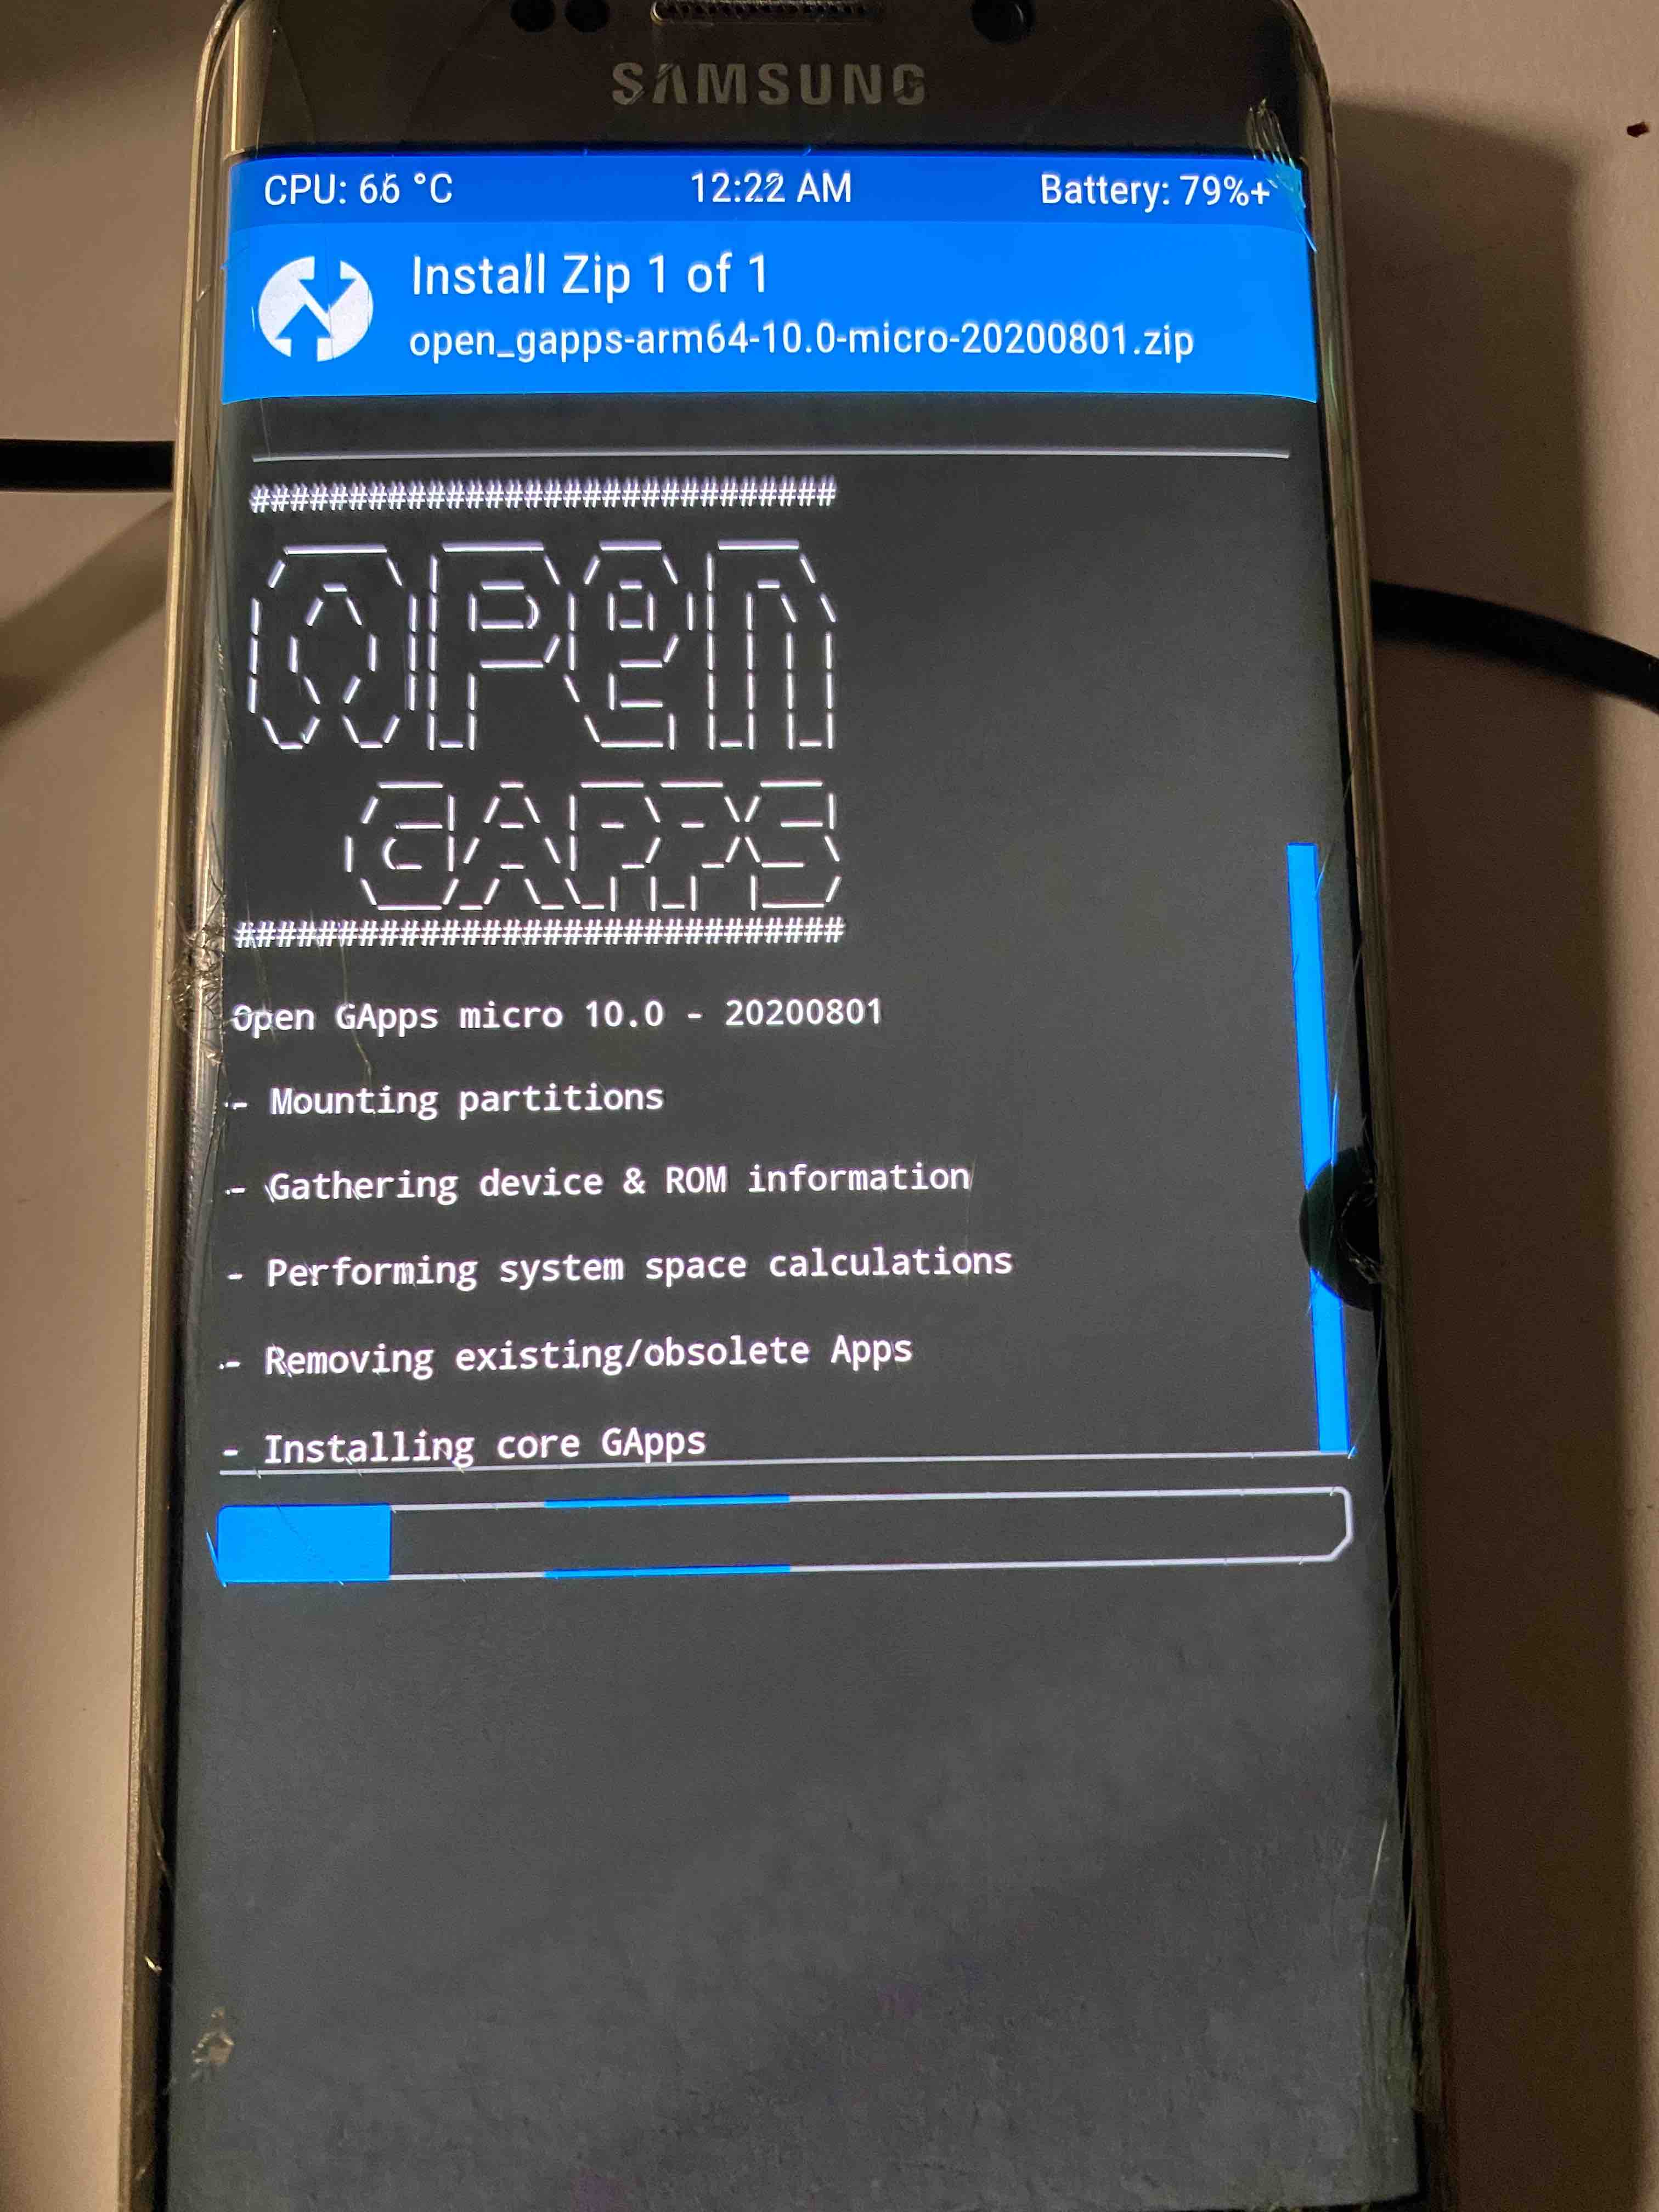 SAMSUNG
CPU: 66 °C 12:22 AM Battery: 79%+
Install Zip 1 of 1
open_gapps-arm64-10.0-micro-20200801.zip
##############################
OPEN
GAPPS
##############################
Open GApps micro 10.0 - 20200801
- Mounting partitions
- Gathering device & ROM information
- Performing system space calculations
- Removing existing/obsolete Apps
- Installing core GApps